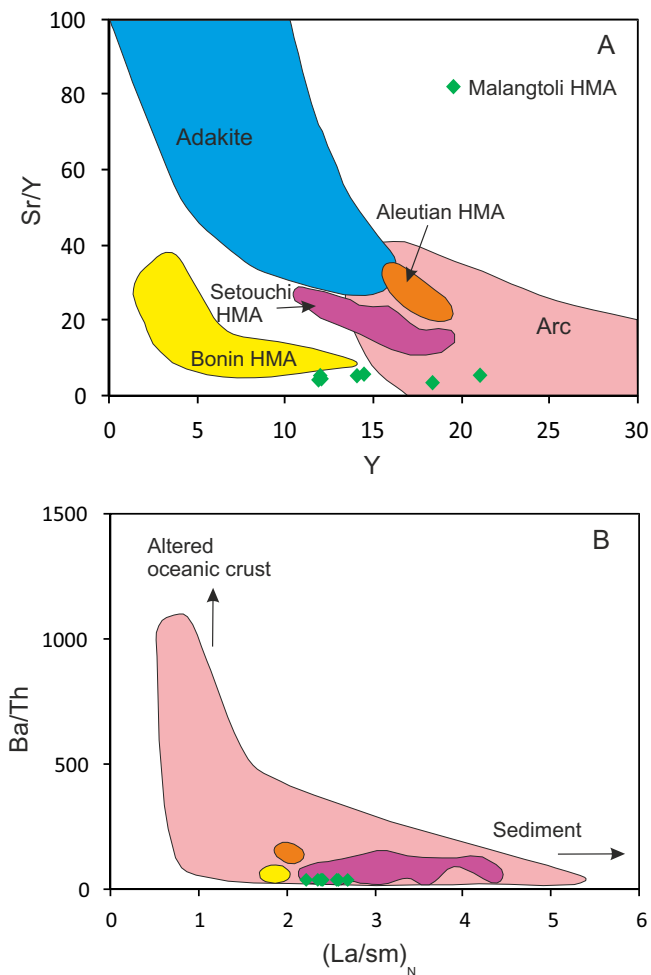 100
80
60
40
20
0
Sr/Y
A
Malangtoli HMA
Adakite
Aleutian HMA
Setouchi
HMA
Arc
Bonin HMA
0 5 10 15 20 25 30
Y
1500
1000
500
0
Ba/Th
B
Altered
oceanic crust
Sediment
0 1 2 3 4 5 6
(La/sm)N